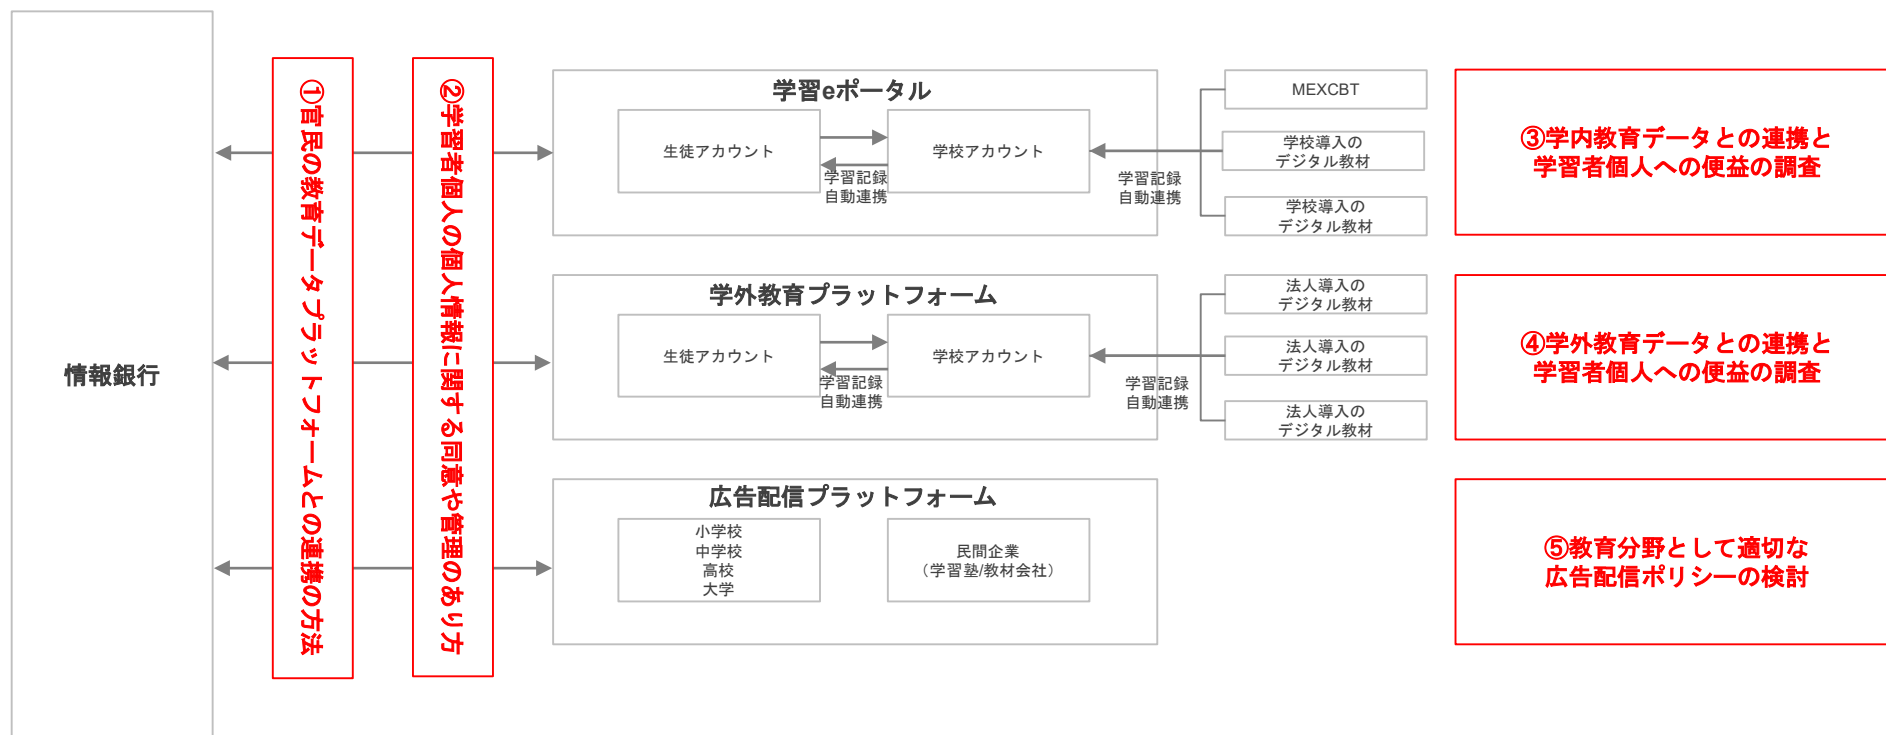 情報銀行
①官民の教育データプラットフォームとの連携の方法
②学習者個人の個人情報に関する同意や管理のあり方
学習eポータル
生徒アカウント
学校アカウント
学習記録
自動連携
学習記録
自動連携
MEXCBT
学校導入の
デジタル教材
学校導入の
デジタル教材
③学内教育データとの連携と
学習者個人への便益の調査
学外教育プラットフォーム
生徒アカウント
学校アカウント
学習記録
自動連携
学習記録
自動連携
法人導入の
デジタル教材
法人導入の
デジタル教材
法人導入の
デジタル教材
④学外教育データとの連携と
学習者個人への便益の調査
広告配信プラットフォーム
小学校
中学校
高校
大学
民間企業
（学習塾/教材会社）
⑤教育分野として適切な
広告配信ポリシーの検討